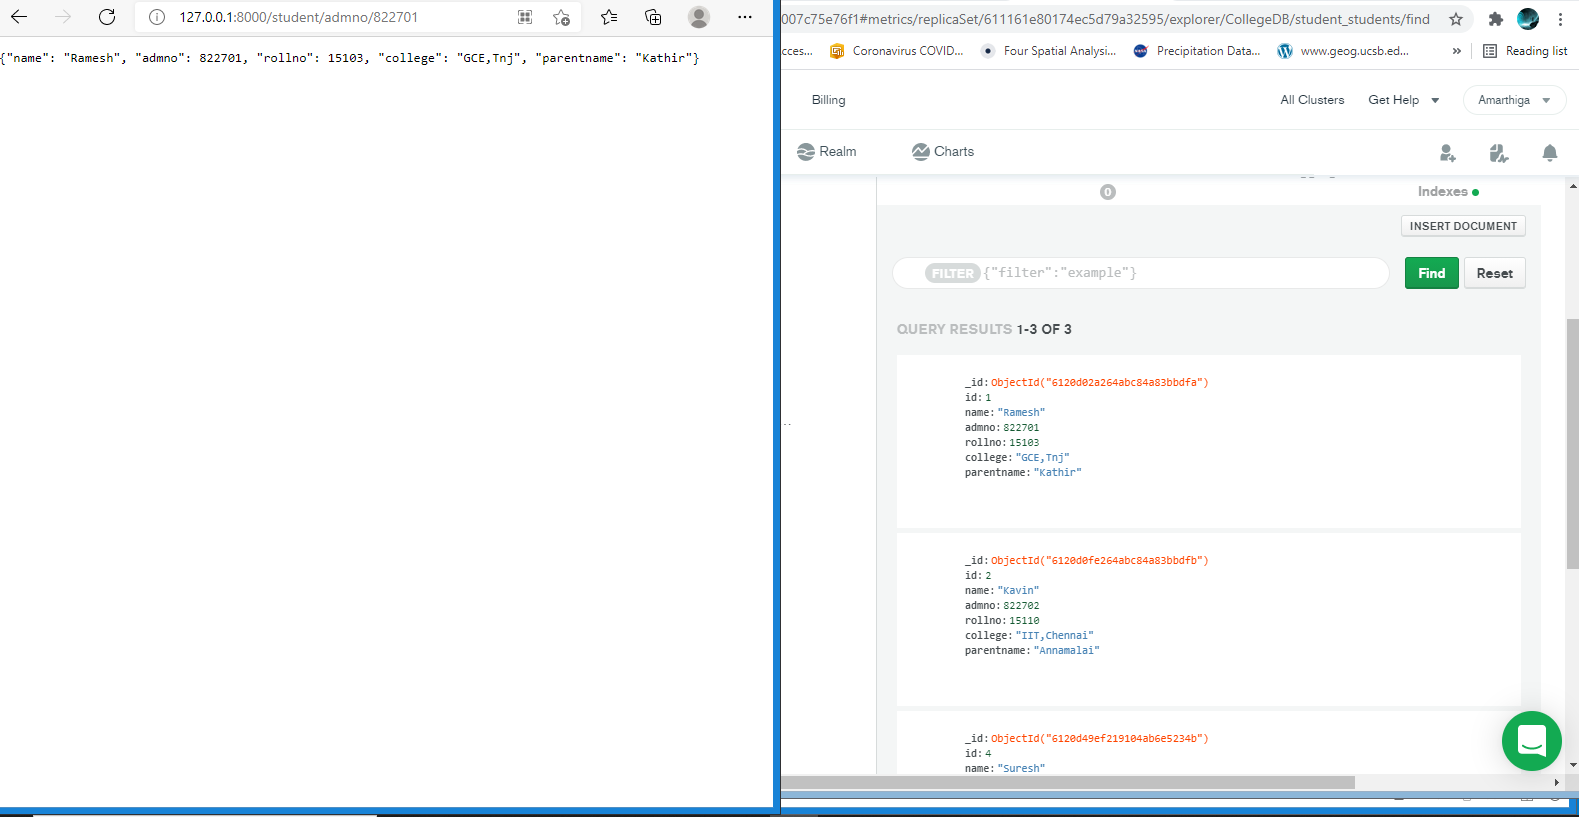 127.0.0.1:8000/student/admno/822701
{"name": "Ramesh", "admno": 822701, "rollno": 15103, "college": "GCE,Tnj", "parentname": "Kathir"}
007c75e76f1#metrics/replicaSet/611161e80174ec5d79a32595/explorer/CollegeDB/student_students/find
cces... Coronavirus COVID... Four Spatial Analysi... Precipitation Data... www.geog.ucsb.ed... » Reading list
Billing All Clusters Get Help Amarthiga
Realm Charts
0 Indexes
INSERT DOCUMENT
FILTER {"filter":"example"} Find Reset
QUERY RESULTS 1-3 OF 3
_id: ObjectId("6120d02a264abc84a83bbdfa")
id: 1
name: "Ramesh"
admno: 822701
rollno: 15103
college: "GCE,Tnj"
parentname: "Kathir"
_id: ObjectId("6120d0fe264abc84a83bbdfb")
id: 2
name: "Kavin"
admno: 822702
rollno: 15110
college: "IIT,Chennai"
parentname: "Annamalai"
_id: ObjectId("6120d49ef219104ab6e5234b")
id: 4
name: "Suresh"